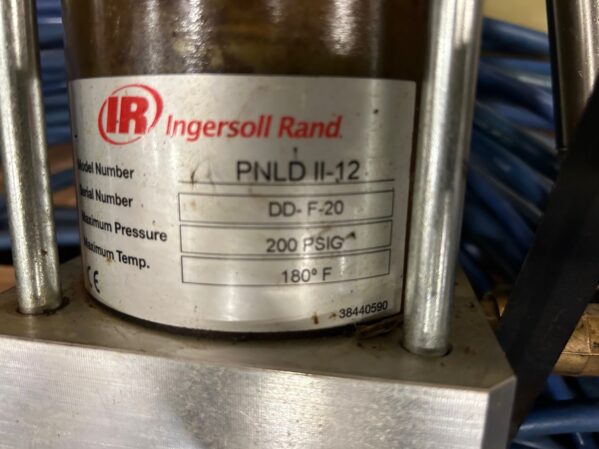 IR Ingersoll Rand
Model Number PNLD II-12
Serial Number DD- F-20
Maximum Pressure 200 PSIG
Maximum Temp. 180° F
CE
38440590